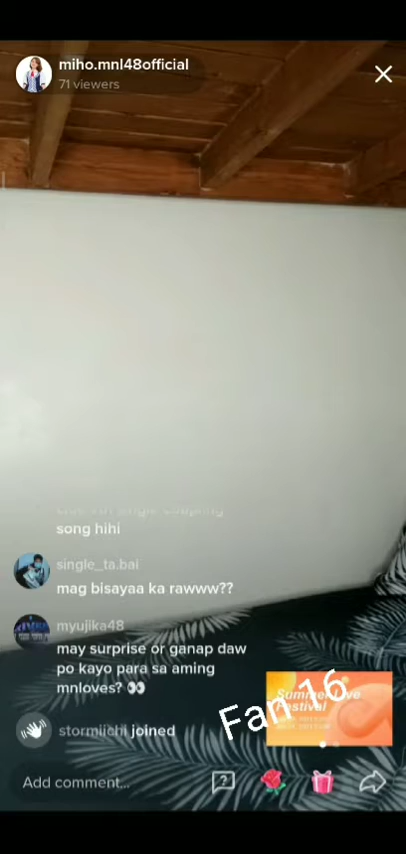 miho.mnl48official
71 viewers
song hihi
single_ta.bai
mag bisayaa ka rawww??
myujika48
may surprise or ganap daw
po kayo para sa aming
mnloves? 👀
stormiichi joined
Summer Live
Festival
Fan 16
Add comment...